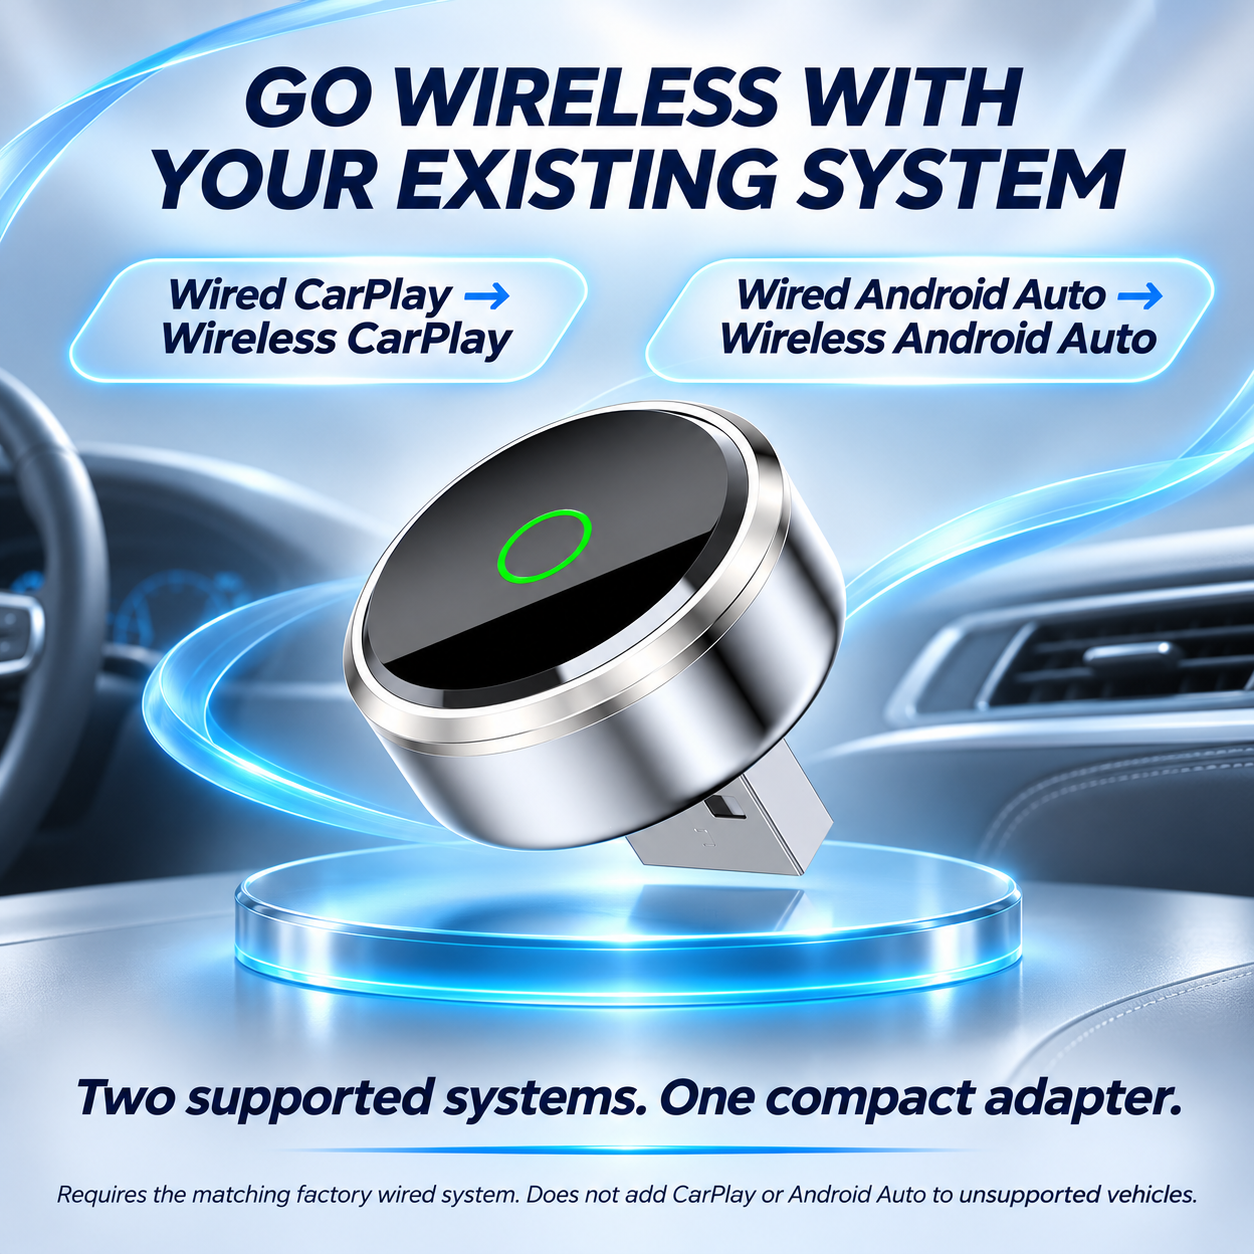 GO WIRELESS WITH
YOUR EXISTING SYSTEM
Wired CarPlay →
Wireless CarPlay
Wired Android Auto →
Wireless Android Auto
Two supported systems. One compact adapter.
Requires the matching factory wired system. Does not add CarPlay or Android Auto to unsupported vehicles.